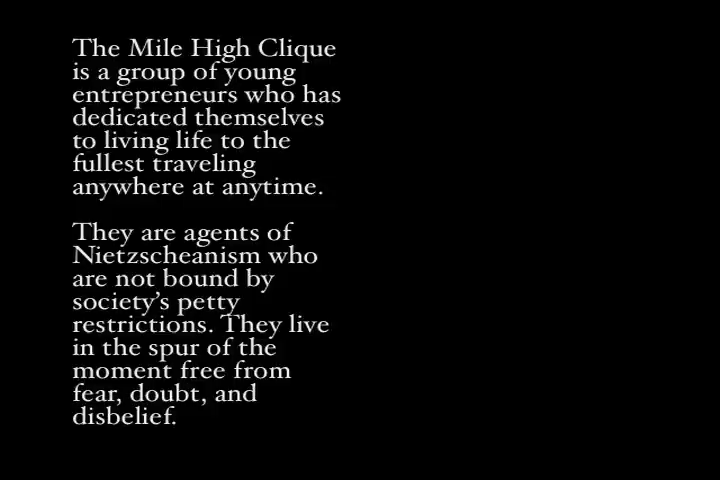 The Mile High Clique
is a group of young
entrepreneurs who has
dedicated themselves
to living life to the
fullest traveling
anywhere at anytime.
They are agents of
Nietzscheanism who
are not bound by
society's petty
restrictions. They live
in the spur of the
moment free from
fear, doubt, and
disbelief.